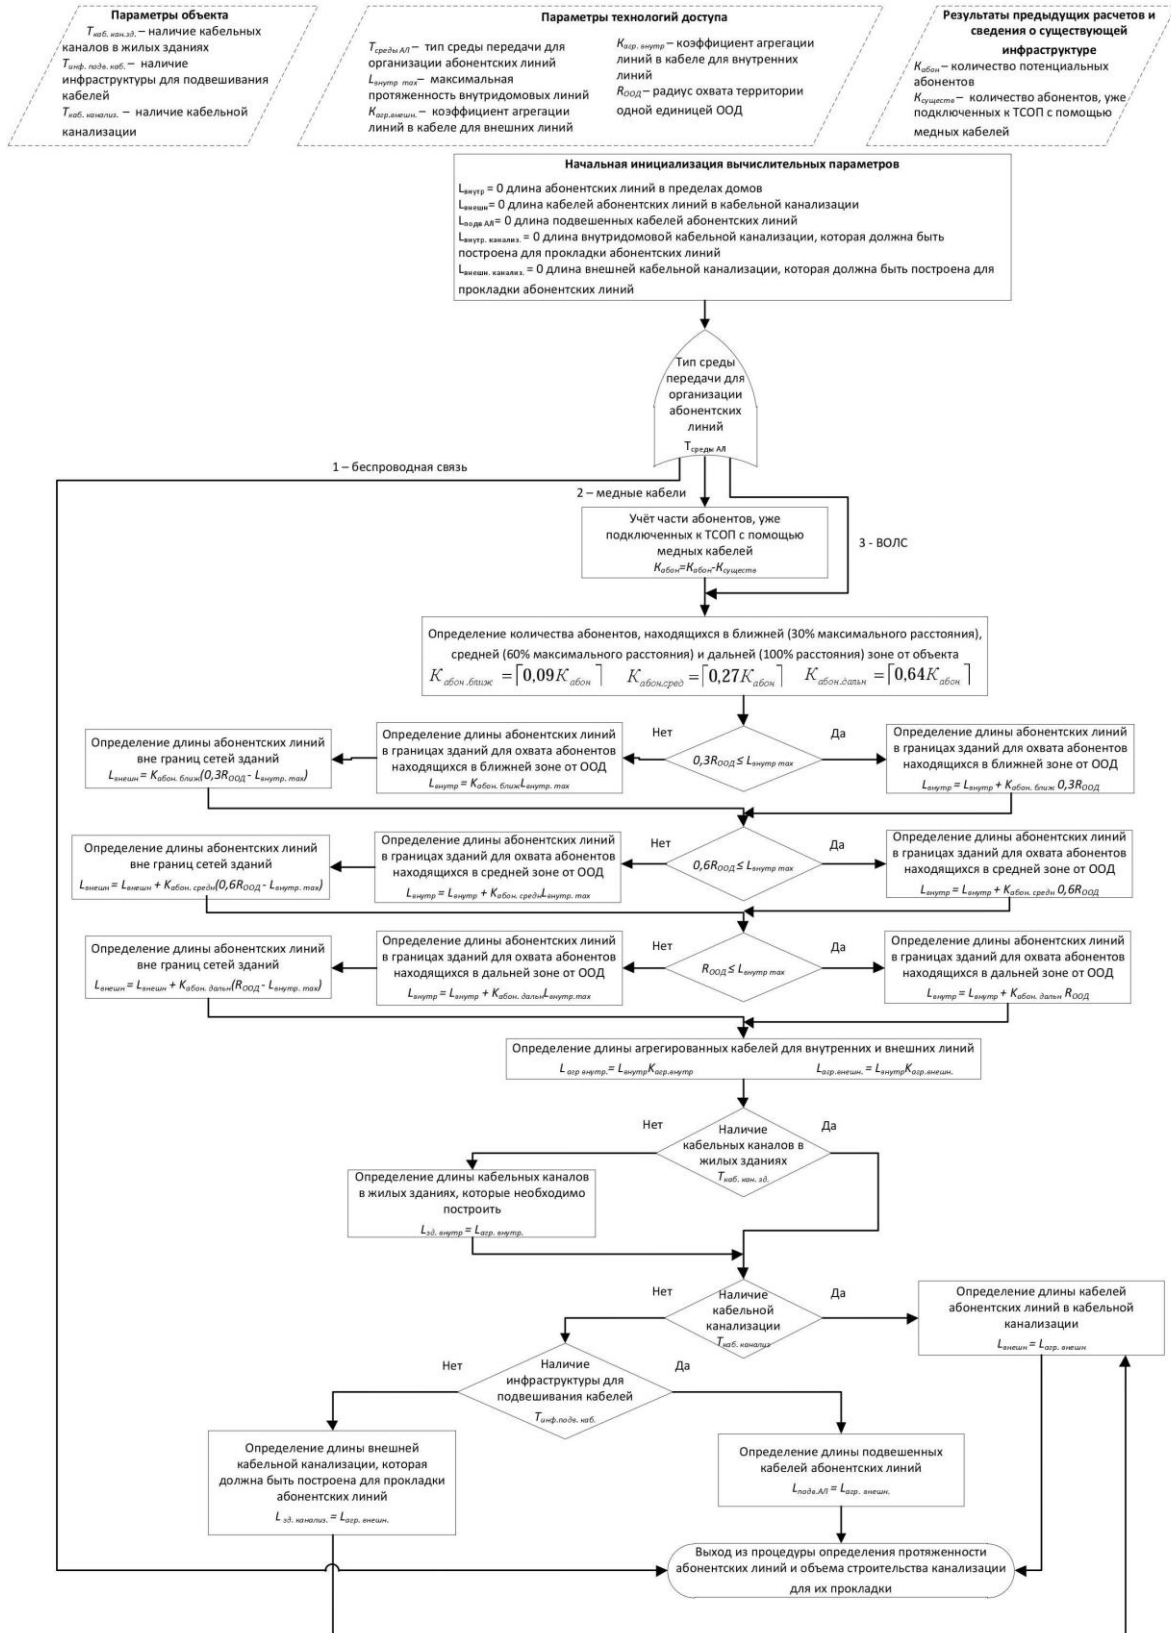 Параметры объекта
Tкаб. кан.зд. – наличие кабельных
каналов в жилых зданиях
Tинф. подв. каб. – наличие
инфраструктуры для подвешивания
кабелей
Tкаб. канализ. – наличие кабельной
канализации
Параметры технологий доступа
Tсреды АЛ – тип среды передачи для
организации абонентских линий
Lвнутр max – максимальная
протяженность внутридомовых линий
Kагр.внешн. – коэффициент агрегации
линий в кабеле для внешних линий
Kагр. внутр – коэффициент агрегации
линий в кабеле для внутренних
линий
RООД – радиус охвата территории
одной единицей ООД
Результаты предыдущих расчетов и
сведения о существующей
инфраструктуре
Kабон – количество потенциальных
абонентов
Kсуществ – количество абонентов, уже
подключенных к ТСОП с помощью
медных кабелей
Начальная инициализация вычислительных параметров
Lвнутр = 0 длина абонентских линий в пределах домов
Lвнешн = 0 длина кабелей абонентских линий в кабельной канализации
Lподв АЛ = 0 длина подвешенных кабелей абонентских линий
Lвнутр. канализ. = 0 длина внутридомовой кабельной канализации, которая должна быть
построена для прокладки абонентских линий
Lвнешн. канализ. = 0 длина внешней кабельной канализации, которая должна быть построена для
прокладки абонентских линий
Тип среды
передачи для
организации
абонентских
линий
Тсреды АЛ
1 – беспроводная связь
2 – медные кабели
3 - ВОЛС
Учёт части абонентов, уже
подключенных к ТСОП с помощью
медных кабелей
Kабон=Kабон-Kсуществ
Определение количества абонентов, находящихся в ближней (30% максимального расстояния),
средней (60% максимального расстояния) и дальней (100% расстояния) зоне от объекта
Kабон.ближ = ⌈0,09Kабон⌉ Kабон.сред = ⌈0,27Kабон⌉ Kабон.дальн = ⌈0,64Kабон⌉
Нет
Да
0,3RООД ≤ Lвнутр max
Определение длины абонентских линий
в границах зданий для охвата абонентов
находящихся в ближней зоне от ООД
Lвнутр = Kабон. ближLвнутр. max
Определение длины абонентских линий
вне границ сетей зданий
Lвнешн = Kабон. ближ(0,3RООД - Lвнутр. max)
Определение длины абонентских линий
в границах зданий для охвата абонентов
находящихся в ближней зоне от ООД
Lвнутр = Lвнутр + Kабон. ближ 0,3RООД
Нет
Да
0,6RООД ≤ Lвнутр max
Определение длины абонентских линий
в границах зданий для охвата абонентов
находящихся в средней зоне от ООД
Lвнутр = Lвнутр + Kабон. среднLвнутр. max
Определение длины абонентских линий
вне границ сетей зданий
Lвнешн = Lвнешн + Kабон. средн(0,6RООД - Lвнутр. max)
Определение длины абонентских линий
в границах зданий для охвата абонентов
находящихся в средней зоне от ООД
Lвнутр = Lвнутр + Kабон. средн 0,6RООД
Нет
Да
RООД ≤ Lвнутр max
Определение длины абонентских линий
в границах зданий для охвата абонентов
находящихся в дальней зоне от ООД
Lвнутр = Lвнутр + Kабон. дальнLвнутр.max
Определение длины абонентских линий
вне границ сетей зданий
Lвнешн = Lвнешн + Kабон. дальн(RООД - Lвнутр. max)
Определение длины абонентских линий
в границах зданий для охвата абонентов
находящихся в дальней зоне от ООД
Lвнутр = Lвнутр + Kабон. дальн RООД
Определение длины агрегированных кабелей для внутренних и внешних линий
Lагр внутр. = LвнутрKагр.внутр Lагр.внешн. = LвнутрKагр.внешн.
Нет
Да
Наличие
кабельных каналов в
жилых зданиях
Tкаб. кан. зд.
Определение длины кабельных каналов
в жилых зданиях, которые необходимо
построить
Lзд. внутр = Lагр. внутр.
Нет
Да
Наличие
кабельной
канализации
Tкаб. канализ
Определение длины кабелей
абонентских линий в кабельной
канализации
Lвнешн = Lагр. внешн
Нет
Да
Наличие
инфраструктуры для
подвешивания
кабелей
Tинф.подв. каб.
Определение длины внешней
кабельной канализации, которая
должна быть построена для прокладки
абонентских линий
L зд. канализ. = Lагр. внешн.
Определение длины подвешенных
кабелей абонентских линий
Lподв.АЛ = Lагр. внешн.
Выход из процедуры определения протяженности
абонентских линий и объема строительства канализации
для их прокладки